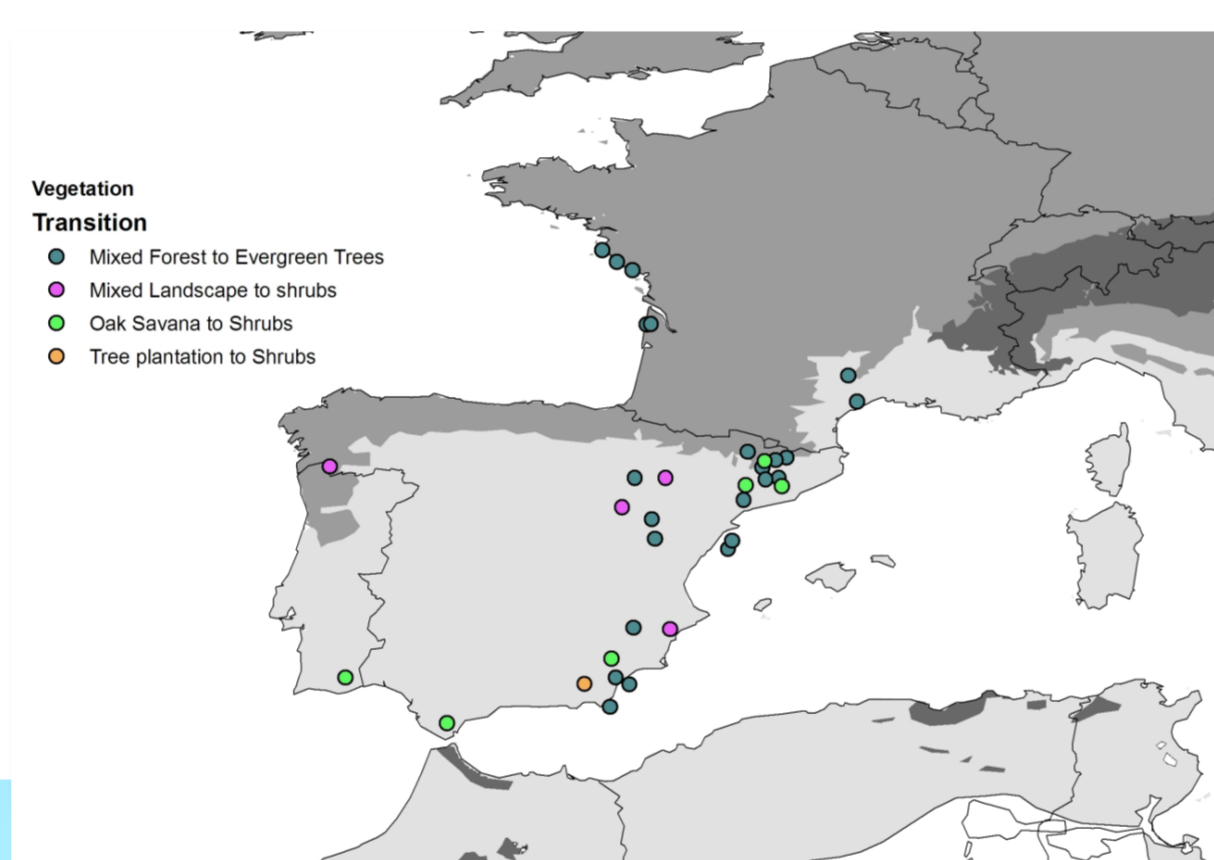 Vegetation
Transition
Mixed Forest to Evergreen Trees
Mixed Landscape to shrubs
Oak Savana to Shrubs
Tree plantation to Shrubs